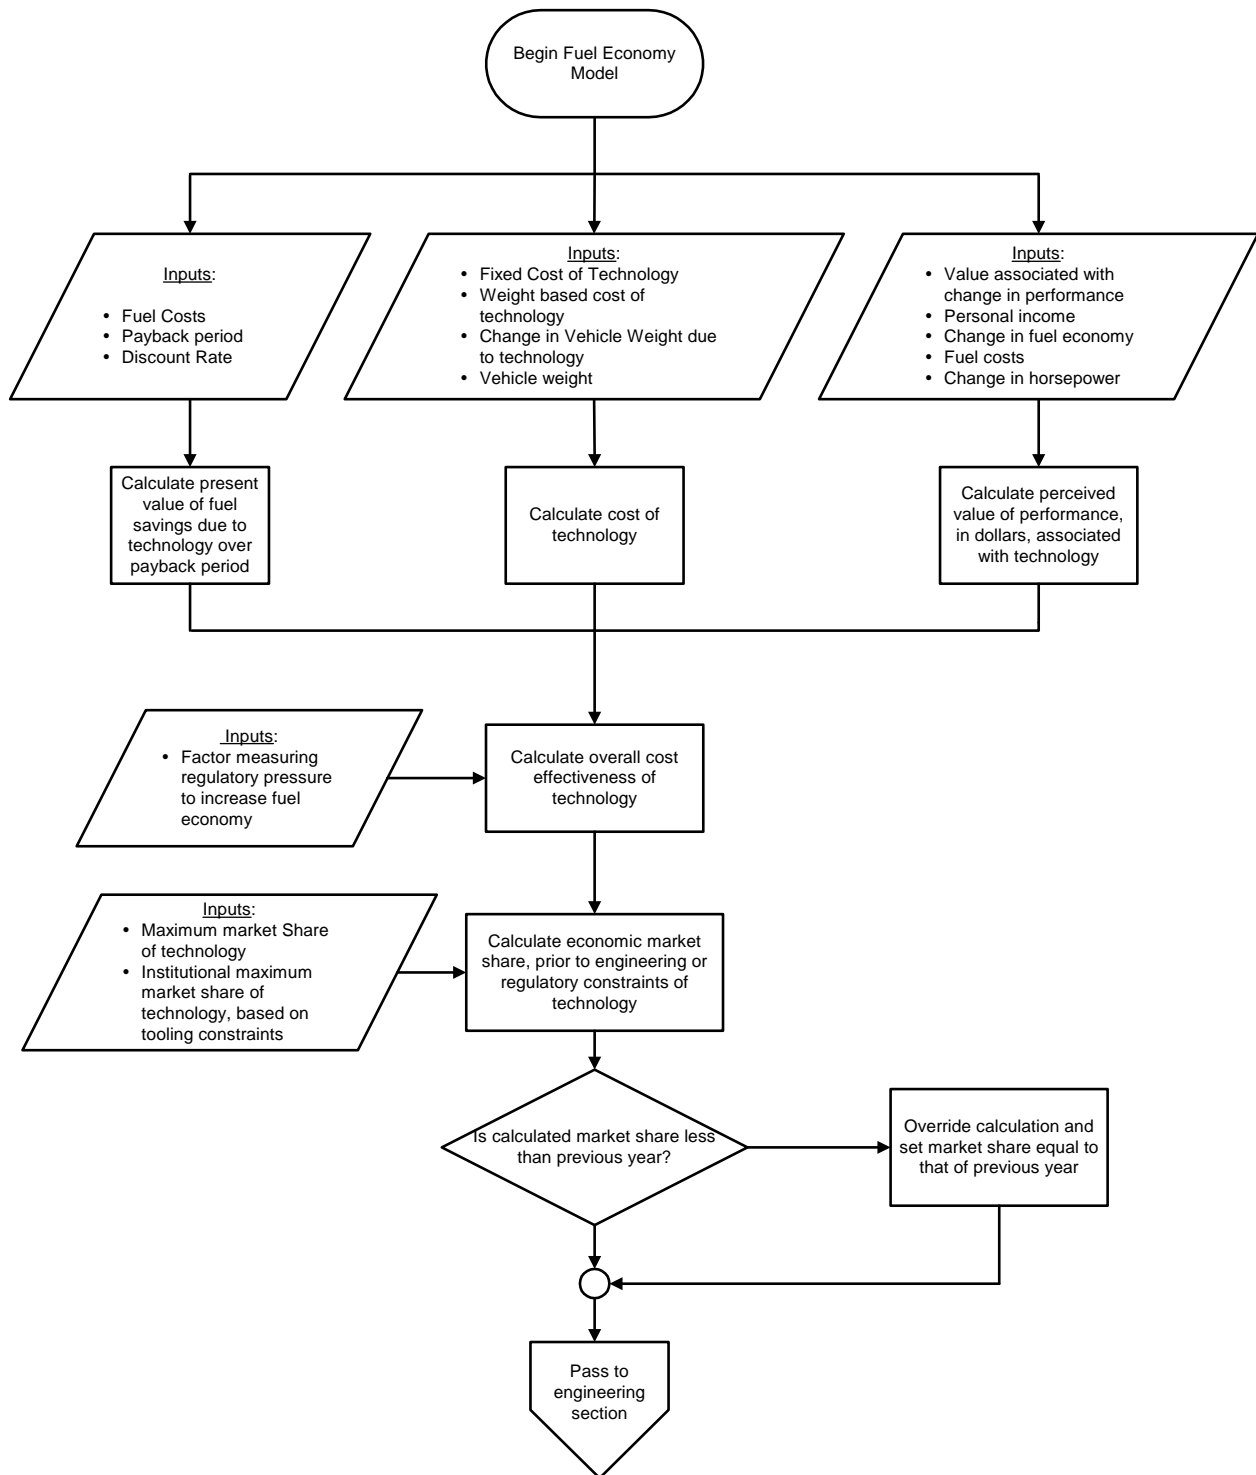 Begin Fuel Economy
Model
Inputs:
• Fuel Costs
• Payback period
• Discount Rate
Inputs:
• Fixed Cost of Technology
• Weight based cost of
technology
• Change in Vehicle Weight due
to technology
• Vehicle weight
Inputs:
• Value associated with
change in performance
• Personal income
• Change in fuel economy
• Fuel costs
• Change in horsepower
Calculate present
value of fuel
savings due to
technology over
payback period
Calculate cost of
technology
Calculate perceived
value of performance,
in dollars, associated
with technology
Inputs:
• Factor measuring
regulatory pressure
to increase fuel
economy
Calculate overall cost
effectiveness of
technology
Inputs:
• Maximum market Share
of technology
• Institutional maximum
market share of
technology, based on
tooling constraints
Calculate economic market
share, prior to engineering or
regulatory constraints of
technology
Is calculated market share less
than previous year?
Override calculation and
set market share equal to
that of previous year
Pass to
engineering
section